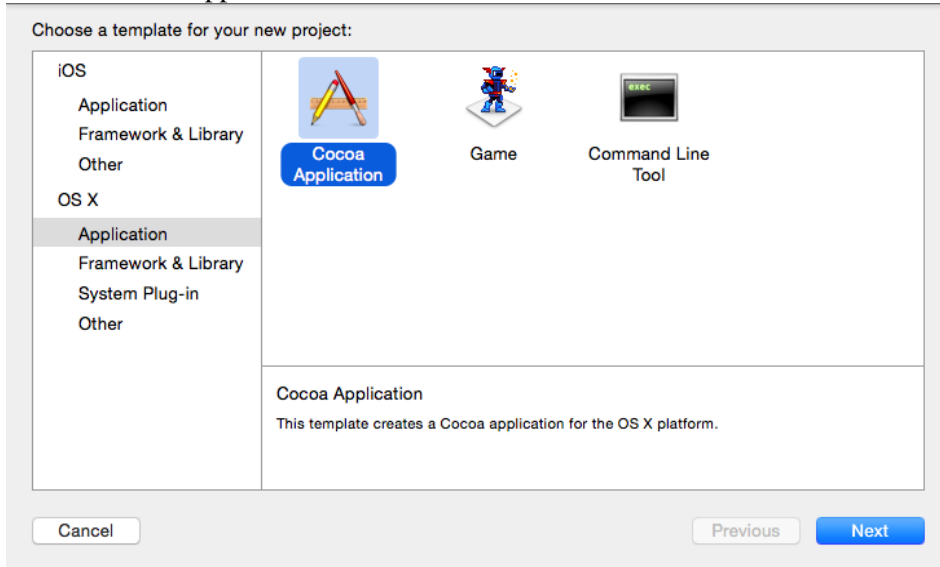 Choose a template for your new project:
iOS
Application
Framework & Library
Other
OS X
Application
Framework & Library
System Plug-in
Other
Cocoa
Application
Game
exec
Command Line
Tool
Cocoa Application
This template creates a Cocoa application for the OS X platform.
Cancel
Previous
Next